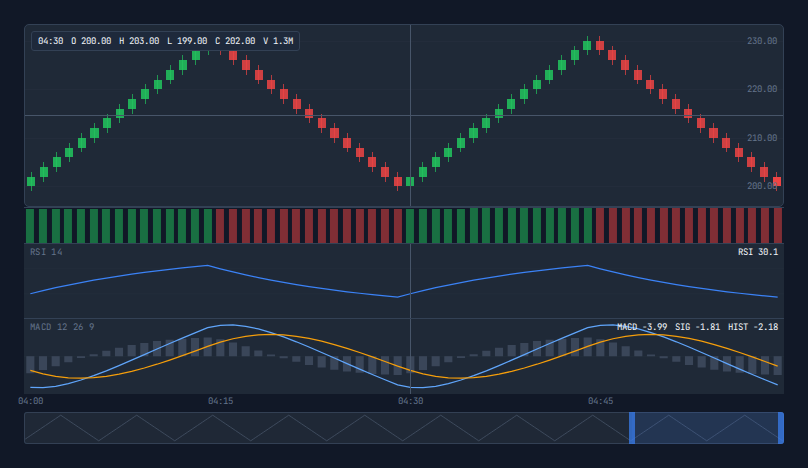 04:30 O 200.00 H 203.00 L 199.00 C 202.00 V 1.3M
230.00
220.00
210.00
200.00
RSI 14
RSI 30.1
MACD 12 26 9
MACD -3.99 SIG -1.81 HIST -2.18
04:00
04:15
04:30
04:45